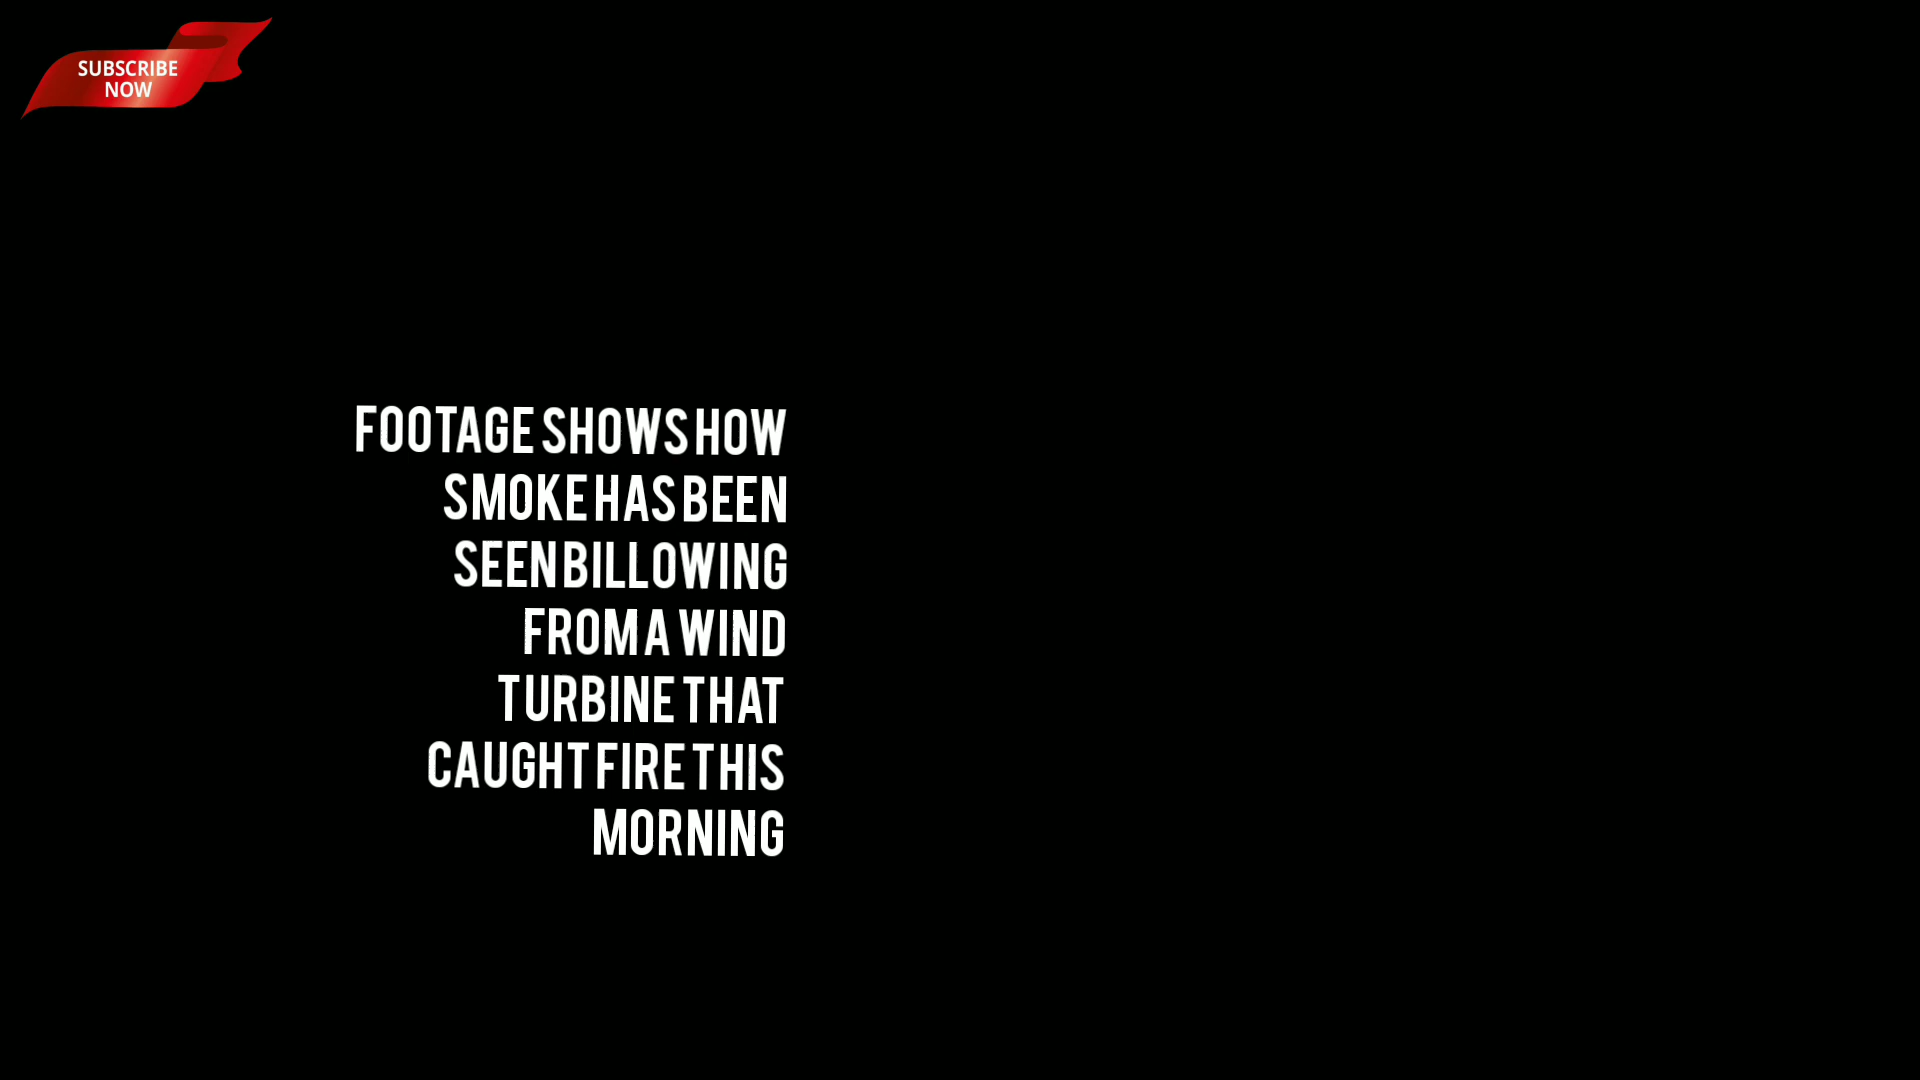 SUBSCRIBE
NOW
FOOTAGE SHOWS HOW
SMOKE HAS BEEN
SEEN BILLOWING
FROM A WIND
TURBINE THAT
CAUGHT FIRE THIS
MORNING